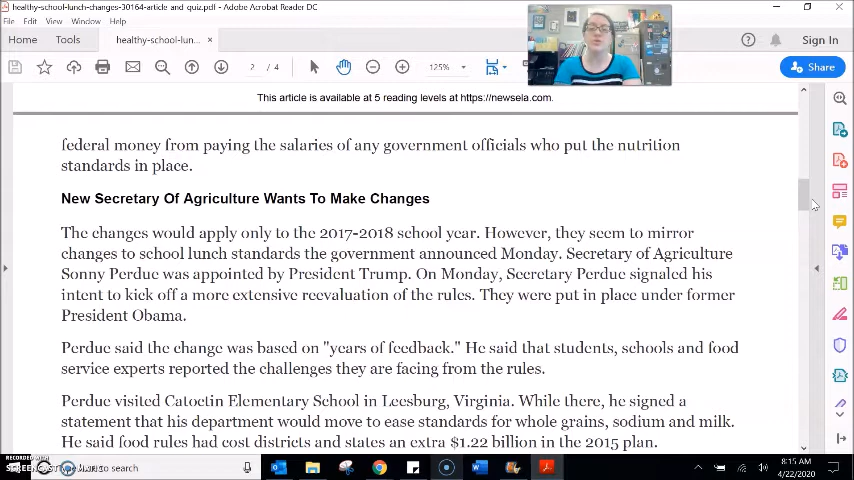 healthy-school-lunch-changes-30164-article and quiz.pdf - Adobe Acrobat Reader DC
File Edit View Window Help
Home Tools healthy-school-lun... × Sign In
2 / 4 125% Share
This article is available at 5 reading levels at https://newsela.com.
federal money from paying the salaries of any government officials who put the nutrition
standards in place.
New Secretary Of Agriculture Wants To Make Changes
The changes would apply only to the 2017-2018 school year. However, they seem to mirror
changes to school lunch standards the government announced Monday. Secretary of Agriculture
Sonny Perdue was appointed by President Trump. On Monday, Secretary Perdue signaled his
intent to kick off a more extensive reevaluation of the rules. They were put in place under former
President Obama.
Perdue said the change was based on "years of feedback." He said that students, schools and food
service experts reported the challenges they are facing from the rules.
Perdue visited Catoctin Elementary School in Leesburg, Virginia. While there, he signed a
statement that his department would move to ease standards for whole grains, sodium and milk.
He said food rules had cost districts and states an extra $1.22 billion in the 2015 plan.
RECORDED WITH
to search
8:15 AM
4/22/2020